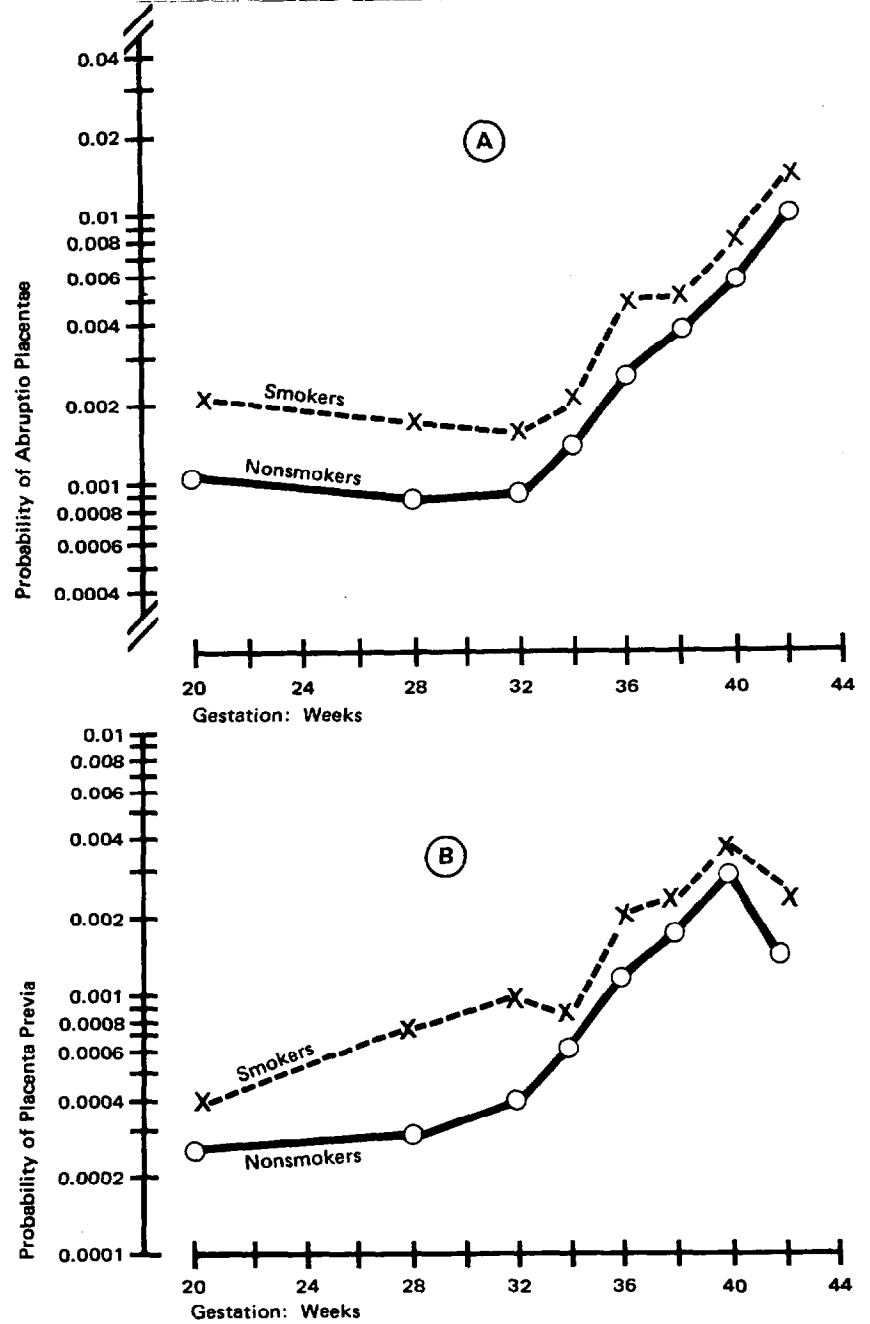 0.04
0.02
0.01
0.008
0.006
0.004
0.002
0.001
0.0008
0.0006
0.0004
Probability of Abruptio Placentae
A
Smokers
Nonsmokers
20 24 28 32 36 40 44
Gestation: Weeks
0.01
0.008
0.006
0.004
0.002
0.001
0.0008
0.0006
0.0004
0.0002
0.0001
Probability of Placenta Previa
B
Smokers
Nonsmokers
20 24 28 32 36 40 44
Gestation: Weeks